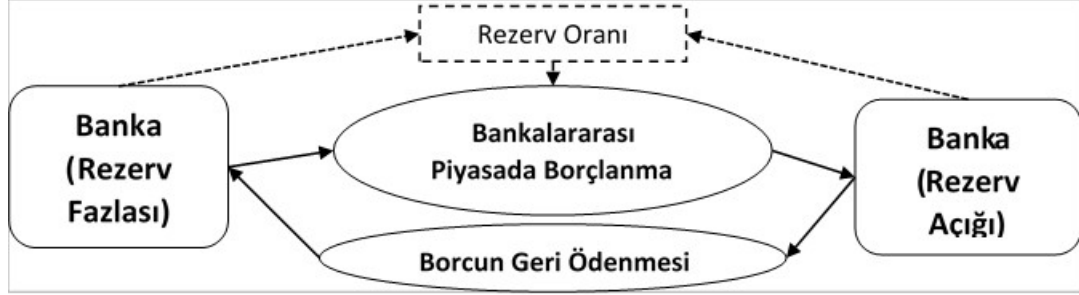 Rezerv Oranı
Banka
(Rezerv
Fazlası)
Bankalararası
Piyasada Borçlanma
Banka
(Rezerv
Açığı)
Borcun Geri Ödenmesi